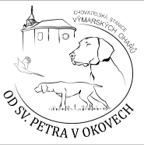 CHOVATELSKÁ STANICE
VÝMARSKÝCH OHAŘŮ
OD SV. PETRA V OKOVECH